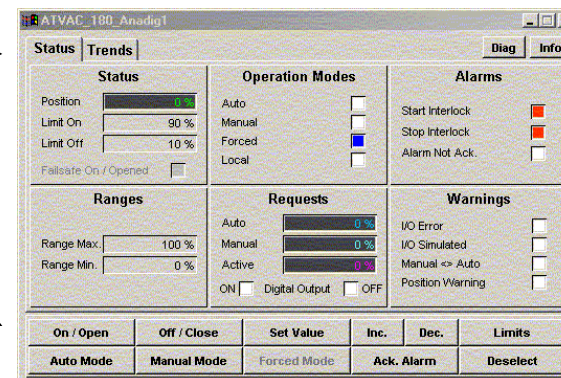 ATVAC_180_Anadig1
Status Trends Diag Info
Status
Position 0 %
Limit On 90 %
Limit Off 10 %
Failsafe On / Opened
Operation Modes
Auto
Manual
Forced
Local
Alarms
Start Interlock
Stop Interlock
Alarm Not Ack.
Ranges
Range Max. 100 %
Range Min. 0 %
Requests
Auto 0 %
Manual 0 %
Active 0 %
ON Digital Output OFF
Warnings
I/O Error
I/O Simulated
Manual <> Auto
Position Warning
On / Open Off / Close Set Value Inc. Dec. Limits
Auto Mode Manual Mode Forced Mode Ack. Alarm Deselect